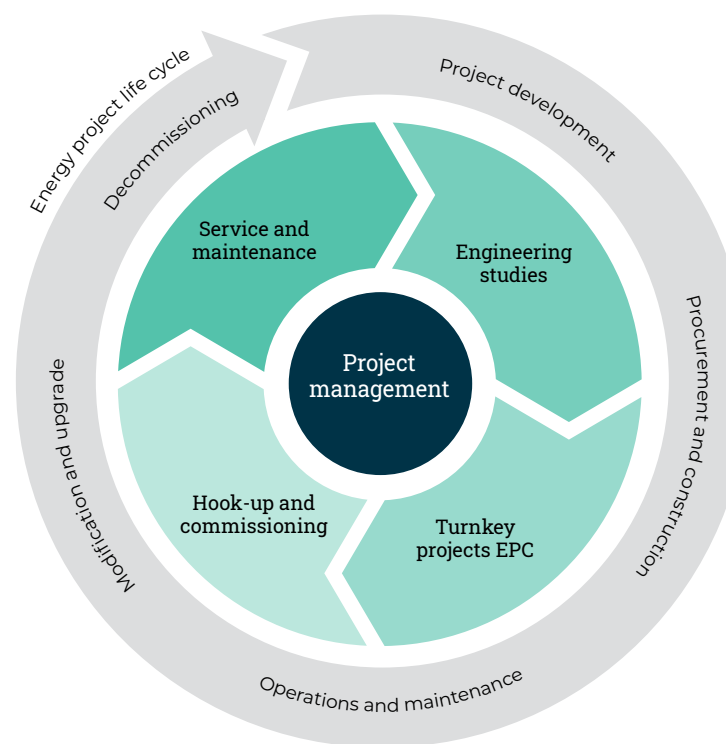 Energy project life cycle
Decommissioning
Project development
Procurement and construction
Operations and maintenance
Modification and upgrade
Service and
maintenance
Engineering
studies
Project
management
Hook-up and
commissioning
Turnkey
projects EPC